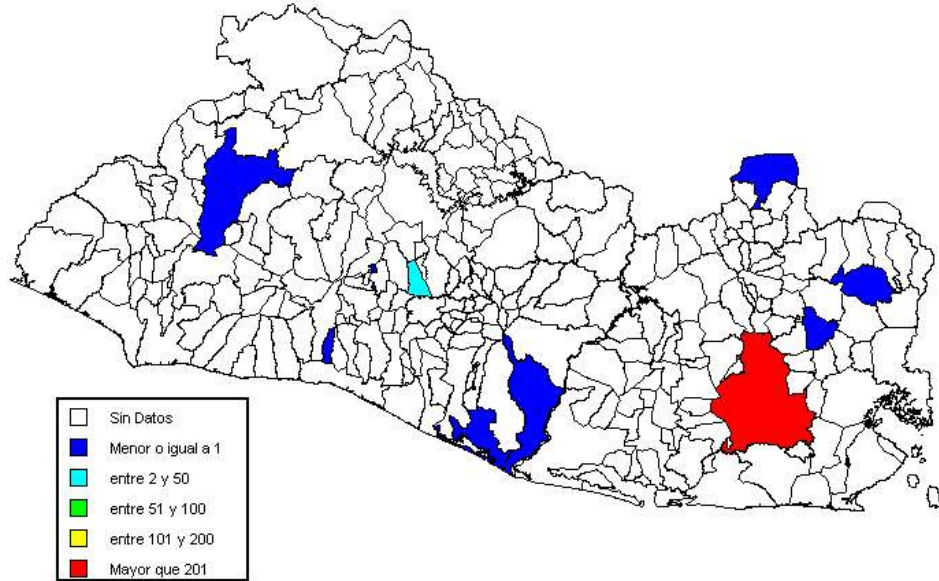 Sin Datos
Menor o igual a 1
entre 2 y 50
entre 51 y 100
entre 101 y 200
Mayor que 201